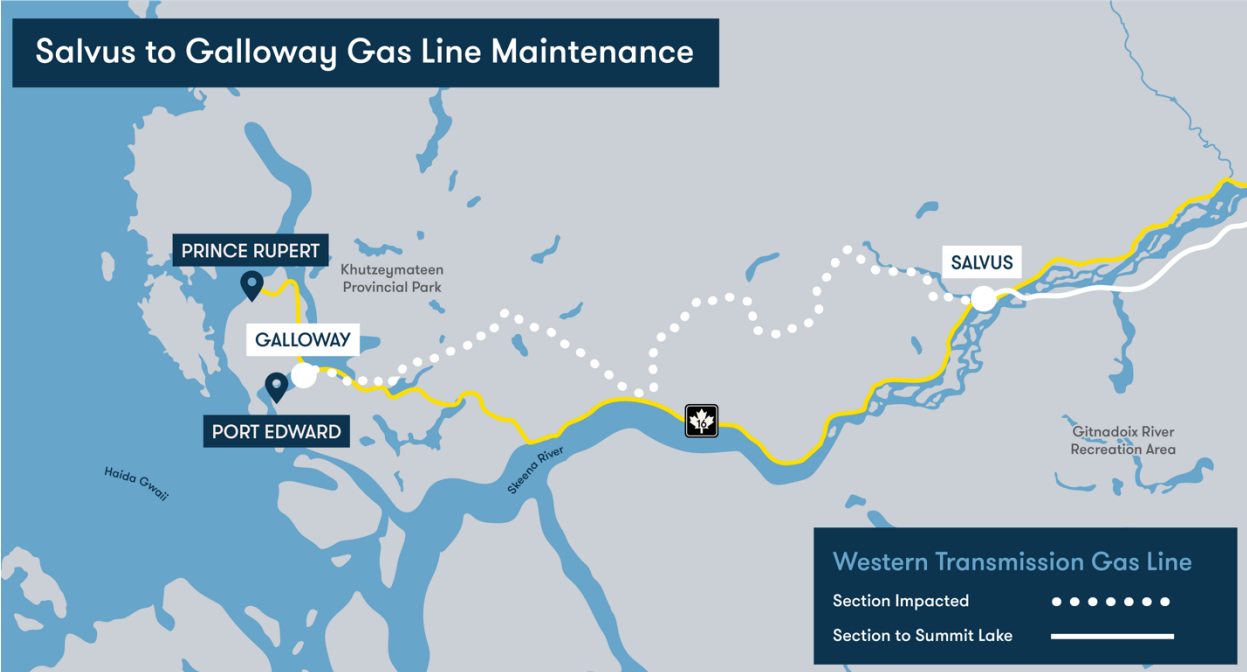 Salvus to Galloway Gas Line Maintenance
PRINCE RUPERT
Khutzeymateen
Provincial Park
SALVUS
GALLOWAY
PORT EDWARD
16
Haida Gwaii
Skeena River
Gitnadoix River
Recreation Area
Western Transmission Gas Line
Section Impacted
Section to Summit Lake